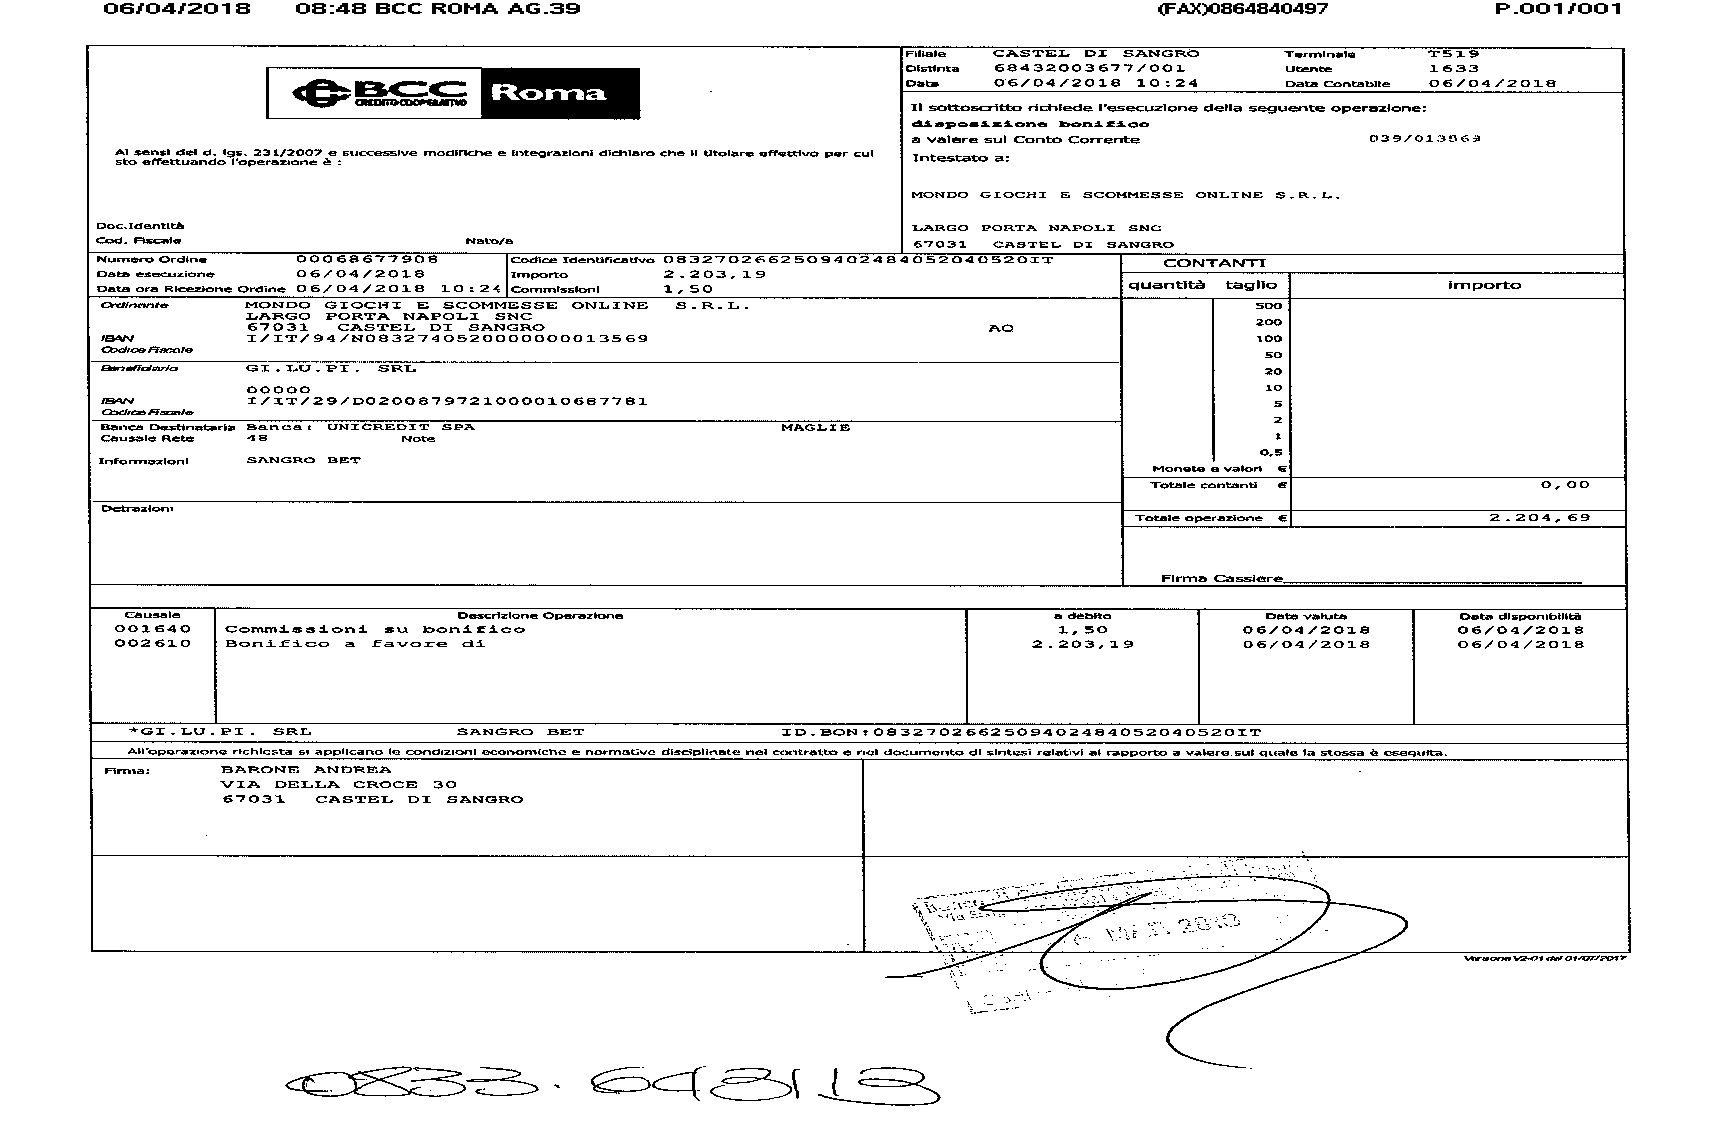 06/04/2018 08:48 BCC ROMA AG.39 (FAX)0864840497 P.001/001
BCC CREDITO COOPERATIVO Roma
Filiale CASTEL DI SANGRO Terminale T519
Distinta 68432003677/001 Utente 1633
Data 06/04/2018 10:24 Data Contabile 06/04/2018
Il sottoscritto richiede l'esecuzione della seguente operazione:
disposizione bonifico
a valere sul Conto Corrente 039/013569
Intestato a:
MONDO GIOCHI E SCOMMESSE ONLINE S.R.L.
LARGO PORTA NAPOLI SNC
67031 CASTEL DI SANGRO
Ai sensi del d. lgs. 231/2007 e successive modifiche e integrazioni dichiaro che il titolare effettivo per cui
sto effettuando l'operazione è :
Doc.Identità
Cod. Fiscale Nato/a
Numero Ordine 00068677908 Codice Identificativo 0832702662509402484052040520IT
Data esecuzione 06/04/2018 Importo 2.203,19
Data ora Ricezione Ordine 06/04/2018 10:24 Commissioni 1,50
Ordinante MONDO GIOCHI E SCOMMESSE ONLINE S.R.L.
LARGO PORTA NAPOLI SNC
67031 CASTEL DI SANGRO AQ
IBAN I/IT/94/N0832740520000000013569
Codice Fiscale
Beneficiario GI.LU.PI. SRL
00000
IBAN I/IT/29/D0200879721000010687781
Codice Fiscale
Banca Destinataria Banca: UNICREDIT SPA MAGLIE
Causale Rete 48 Note
Informazioni SANGRO BET
Detrazioni
CONTANTI
quantità taglio importo
500
200
100
50
20
10
5
2
1
0,5
Monete a valori €
Totale contanti € 0,00
Totale operazione € 2.204,69
Firma Cassiere
Causale Descrizione Operazione a debito Data valuta Data disponibilità
001640 Commissioni su bonifico 1,50 06/04/2018 06/04/2018
002610 Bonifico a favore di 2.203,19 06/04/2018 06/04/2018
*GI.LU.PI. SRL SANGRO BET ID.BON:0832702662509402484052040520IT
All'operazione richiesta si applicano le condizioni economiche e normative disciplinate nel contratto e nei documento di sintesi relativi al rapporto a valere sul quale la stessa è eseguita.
Firma: BARONE ANDREA
VIA DELLA CROCE 30
67031 CASTEL DI SANGRO
Versione V2-01 del 01/07/2017
0833.648113